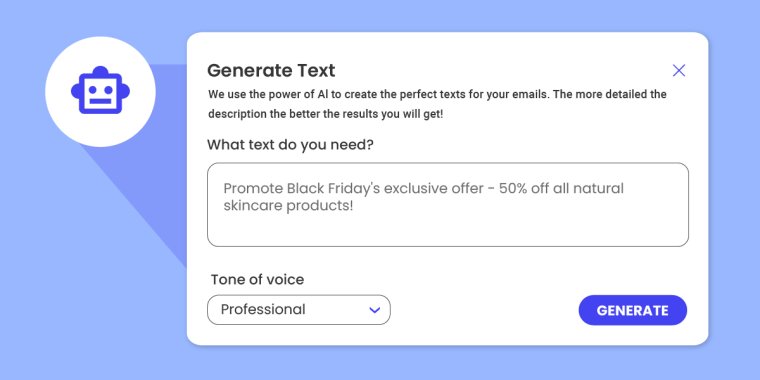 Generate Text
We use the power of AI to create the perfect texts for your emails. The more detailed the
description the better the results you will get!
What text do you need?
Promote Black Friday's exclusive offer - 50% off all natural
skincare products!
Tone of voice
Professional
GENERATE